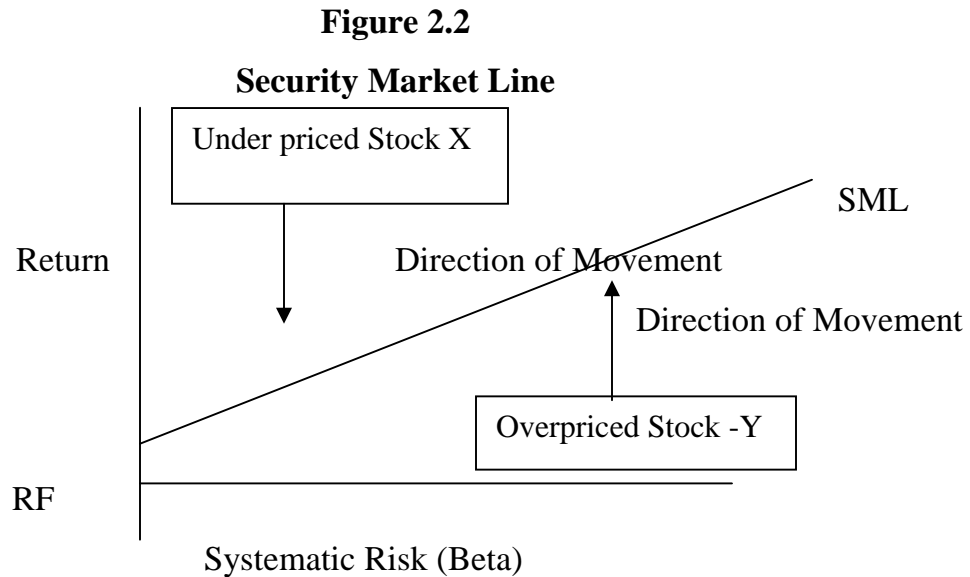 Figure 2.2
Security Market Line
Under priced Stock X
SML
Return
Direction of Movement
Direction of Movement
Overpriced Stock -Y
RF
Systematic Risk (Beta)